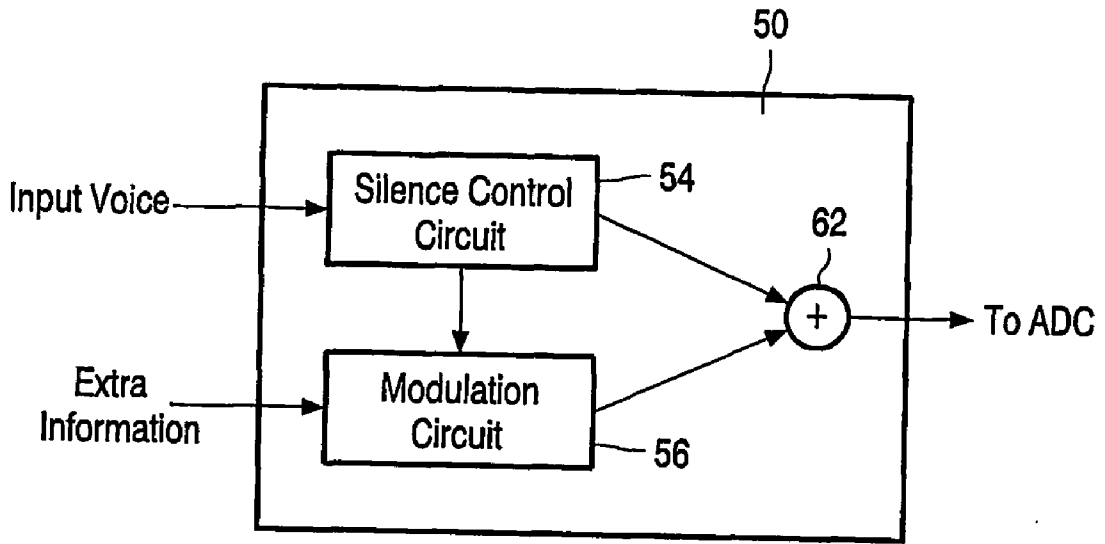 50
Input Voice
Silence Control
Circuit
54
62
+
To ADC
Extra
Information
Modulation
Circuit
56